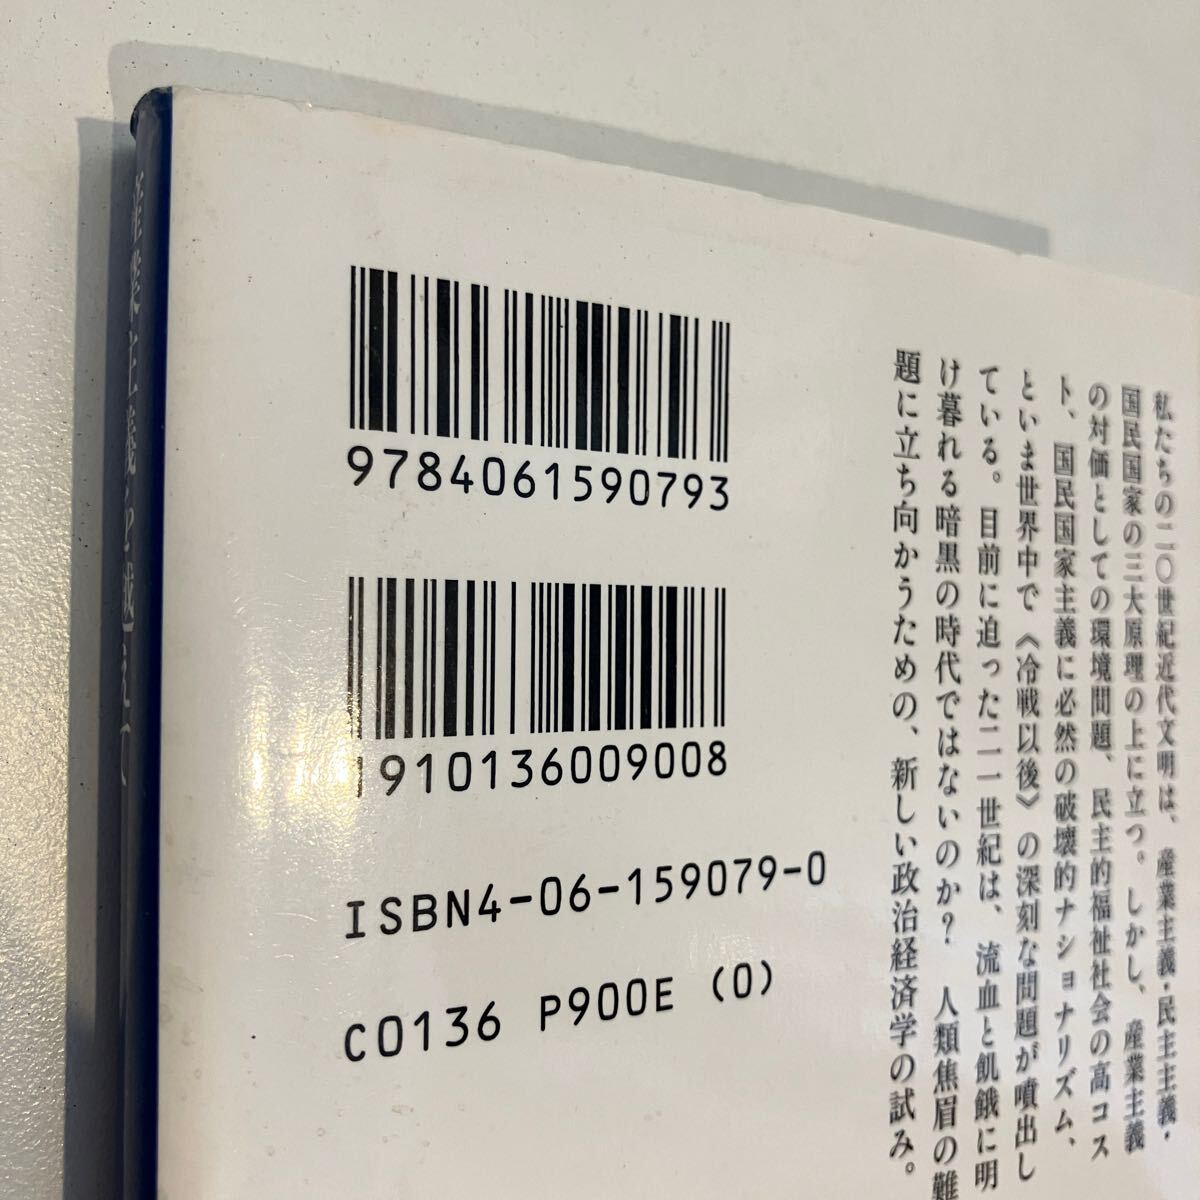 産業主義を越えて
9784061590793
1910136009008
ISBN4-06-159079-0
C0136 P900E (0)
私たちの二〇世紀近代文明は、産業主義・民主主義・
国民国家の三大原理の上に立つ。しかし、産業主義
の対価としての環境問題、民主的福祉社会の高コス
ト、国民国家主義に必然の破壊的ナショナリズム、
といま世界中で《冷戦以後》の深刻な問題が噴出し
ている。目前に迫った二一世紀は、流血と飢餓に明
け暮れる暗黒の時代ではないのか？ 人類焦眉の難
題に立ち向かうための、新しい政治経済学の試み。